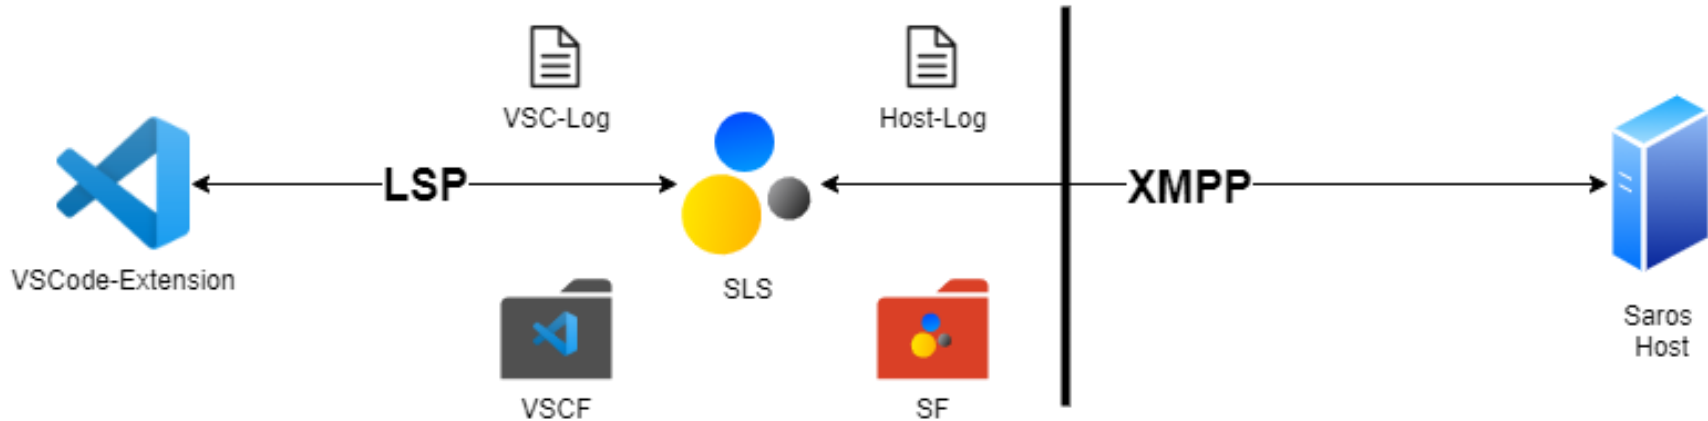 VSC-Log
Host-Log
LSP
XMPP
VSCode-Extension
SLS
Saros
Host
VSCF
SF